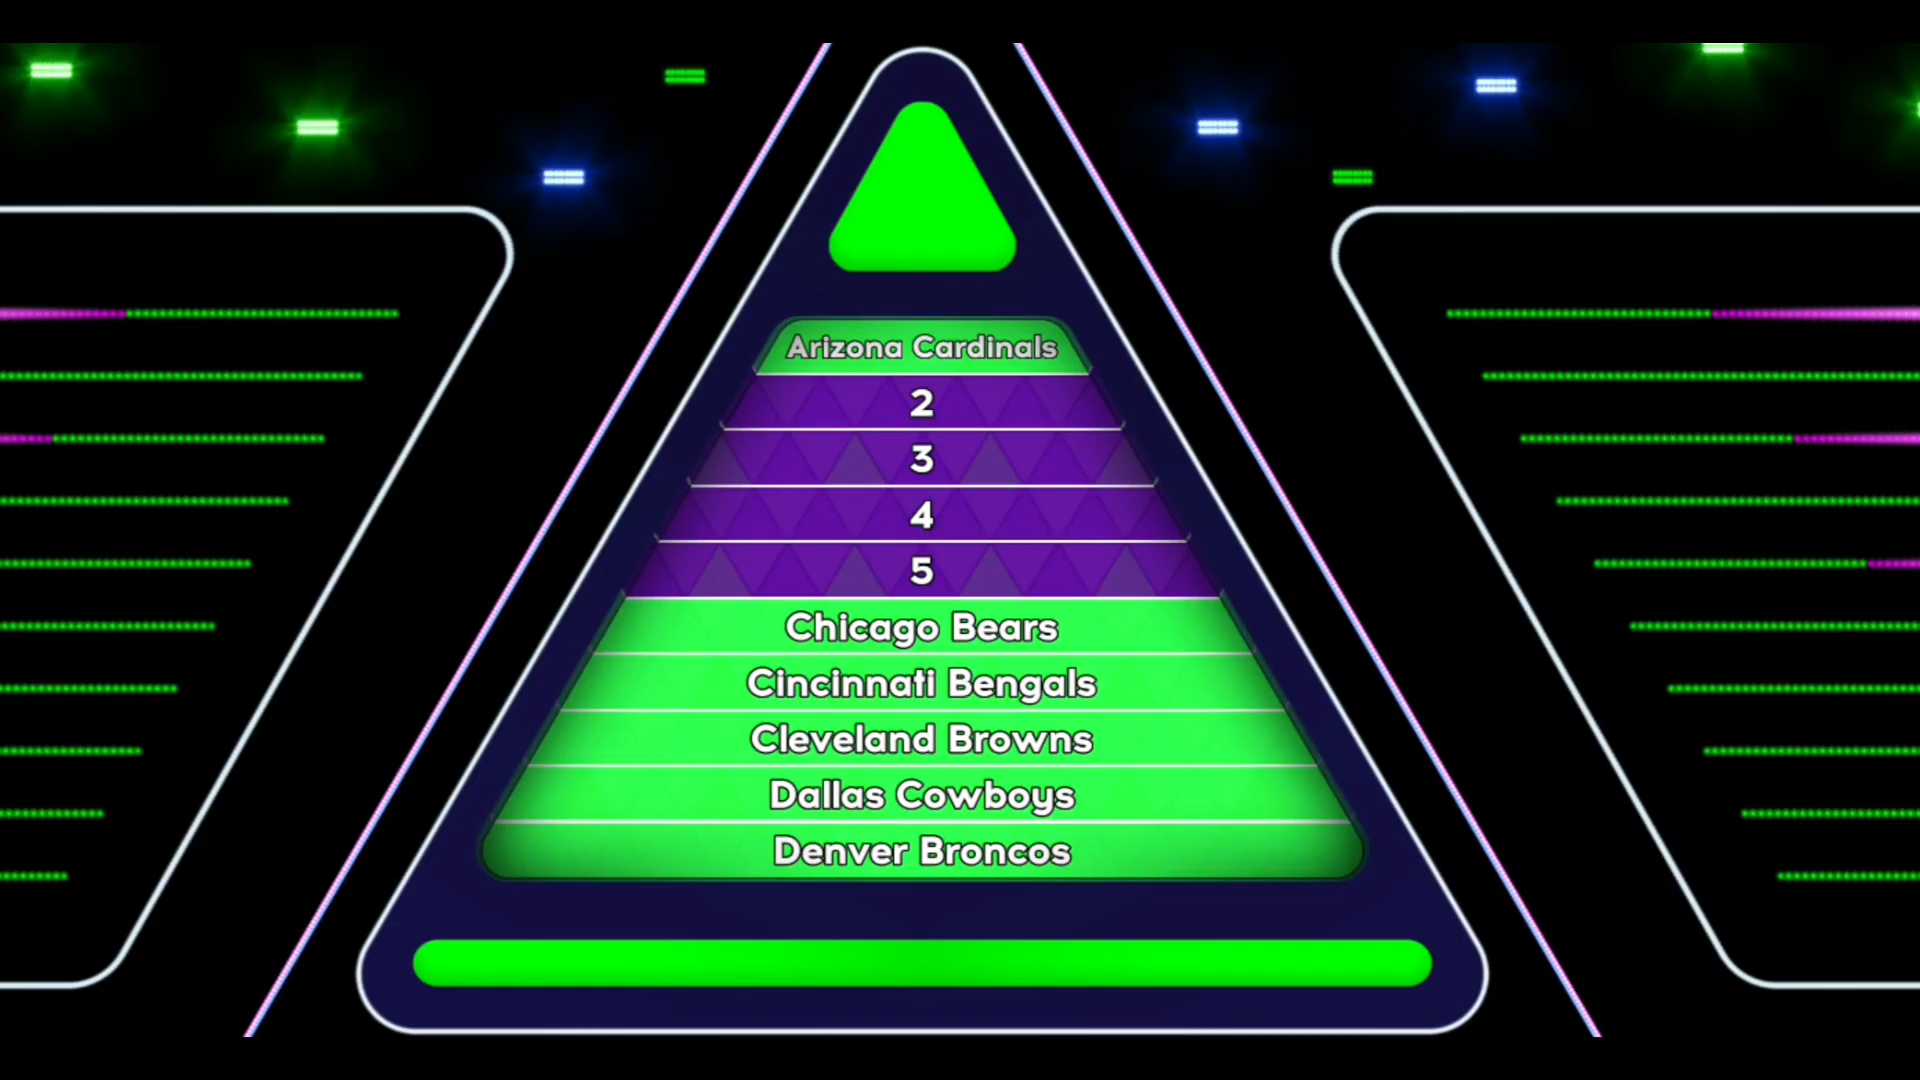 Arizona Cardinals
2
3
4
5
Chicago Bears
Cincinnati Bengals
Cleveland Browns
Dallas Cowboys
Denver Broncos